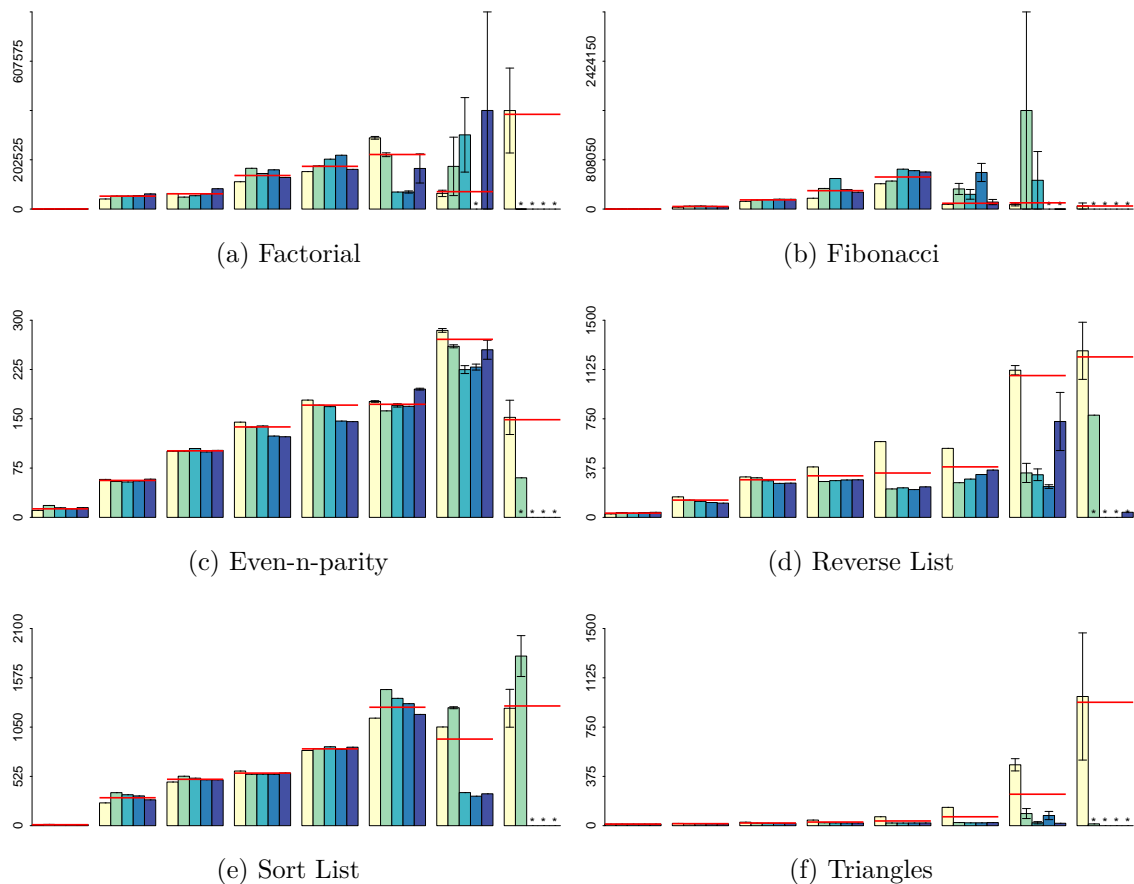 607575
202525
0
* * * *
*
(a) Factorial
2424150
808050
0
* *
* * * *
(b) Fibonacci
300
225
150
75
0
* * * *
(c) Even-n-parity
1500
1125
750
375
0
* * * *
(d) Reverse List
2100
1575
1050
525
0
* * *
(e) Sort List
1500
1125
750
375
0
* * * *
(f) Triangles